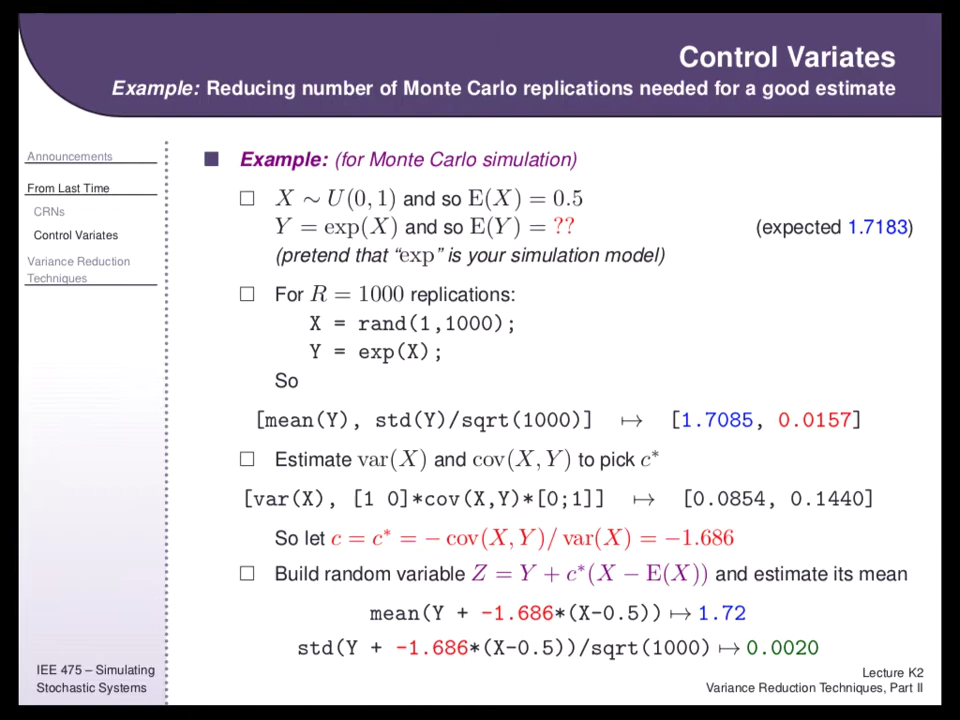 Control Variates
Example: Reducing number of Monte Carlo replications needed for a good estimate
Announcements
From Last Time
CRNs
Control Variates
Variance Reduction
Techniques
Example: (for Monte Carlo simulation)
X ∼ U(0, 1) and so E(X) = 0.5
Y = exp(X) and so E(Y) = ?? (expected 1.7183)
(pretend that “exp” is your simulation model)
For R = 1000 replications:
X = rand(1,1000);
Y = exp(X);
So
[mean(Y), std(Y)/sqrt(1000)] ↦ [1.7085, 0.0157]
Estimate var(X) and cov(X, Y) to pick c*
[var(X), [1 0]*cov(X,Y)*[0;1]] ↦ [0.0854, 0.1440]
So let c = c* = − cov(X, Y)/ var(X) = −1.686
Build random variable Z = Y + c*(X − E(X)) and estimate its mean
mean(Y + -1.686*(X-0.5)) ↦ 1.72
std(Y + -1.686*(X-0.5))/sqrt(1000) ↦ 0.0020
IEE 475 – Simulating
Stochastic Systems
Lecture K2
Variance Reduction Techniques, Part II